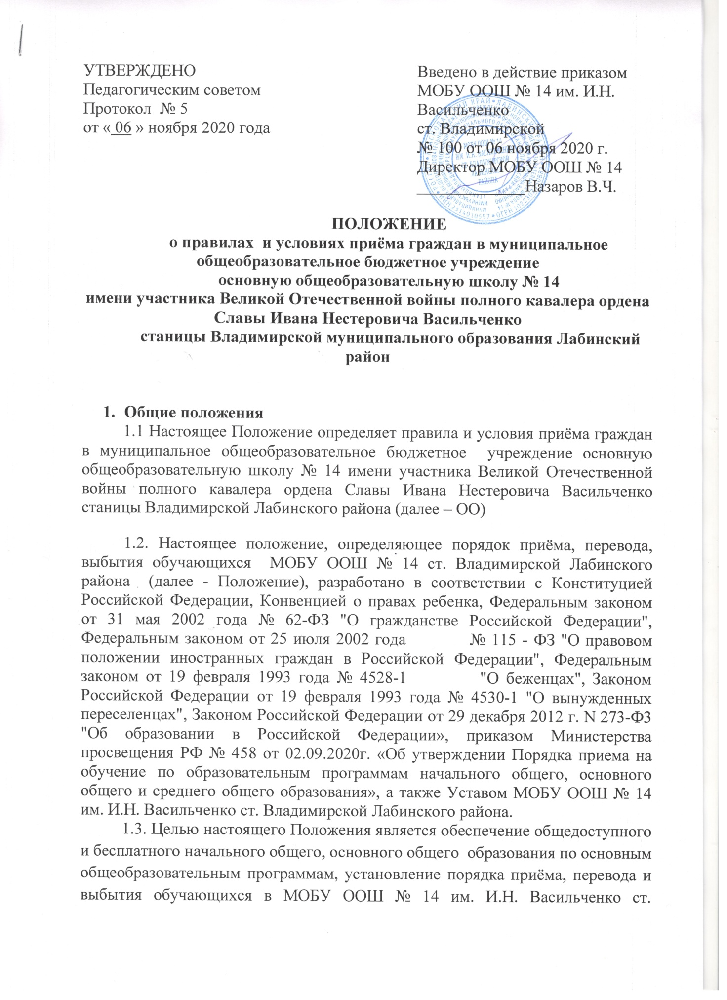 УТВЕРЖДЕНО
Педагогическим советом
Протокол № 5
от « 06 » ноября 2020 года
Введено в действие приказом
МОБУ ООШ № 14 им. И.Н.
Васильченко
ст. Владимирской
№ 100 от 06 ноября 2020 г.
Директор МОБУ ООШ № 14
_____________ Назаров В.Ч.
МОБУ ООШ № 14
ИМ. И.Н. ВАСИЛЬЧЕНКО
СТ. ВЛАДИМИРСКОЙ
ЛАБИНСКОГО
РАЙОНА
ИНН 2314010557
ПОЛОЖЕНИЕ
о правилах и условиях приёма граждан в муниципальное
общеобразовательное бюджетное учреждение
основную общеобразовательную школу № 14
имени участника Великой Отечественной войны полного кавалера ордена
Славы Ивана Нестеровича Васильченко
станицы Владимирской муниципального образования Лабинский
район
1. Общие положения
1.1 Настоящее Положение определяет правила и условия приёма граждан
в муниципальное общеобразовательное бюджетное учреждение основную
общеобразовательную школу № 14 имени участника Великой Отечественной
войны полного кавалера ордена Славы Ивана Нестеровича Васильченко
станицы Владимирской Лабинского района (далее – ОО)
1.2. Настоящее положение, определяющее порядок приёма, перевода,
выбытия обучающихся МОБУ ООШ № 14 ст. Владимирской Лабинского
района (далее - Положение), разработано в соответствии с Конституцией
Российской Федерации, Конвенцией о правах ребенка, Федеральным законом
от 31 мая 2002 года № 62-ФЗ "О гражданстве Российской Федерации",
Федеральным законом от 25 июля 2002 года № 115 - ФЗ "О правовом
положении иностранных граждан в Российской Федерации", Федеральным
законом от 19 февраля 1993 года № 4528-1 "О беженцах", Законом
Российской Федерации от 19 февраля 1993 года № 4530-1 "О вынужденных
переселенцах", Законом Российской Федерации от 29 декабря 2012 г. N 273-ФЗ
"Об образовании в Российской Федерации», приказом Министерства
просвещения РФ № 458 от 02.09.2020г. «Об утверждении Порядка приема на
обучение по образовательным программам начального общего, основного
общего и среднего общего образования», а также Уставом МОБУ ООШ № 14
им. И.Н. Васильченко ст. Владимирской Лабинского района.
1.3. Целью настоящего Положения является обеспечение общедоступного
и бесплатного начального общего, основного общего образования по основным
общеобразовательным программам, установление порядка приёма, перевода и
выбытия обучающихся в МОБУ ООШ № 14 им. И.Н. Васильченко ст.